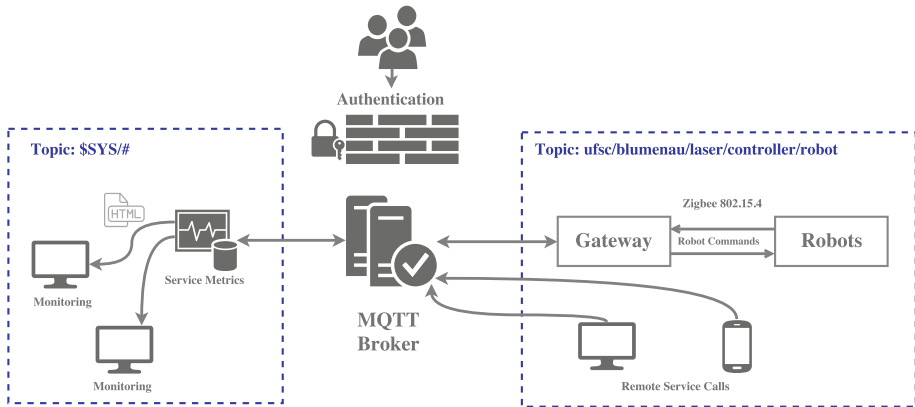 Authentication
Topic: $SYS/#
HTML
Service Metrics
Monitoring
Monitoring
MQTT
Broker
Topic: ufsc/blumenau/laser/controller/robot
Zigbee 802.15.4
Gateway
Robot Commands
Robots
Remote Service Calls